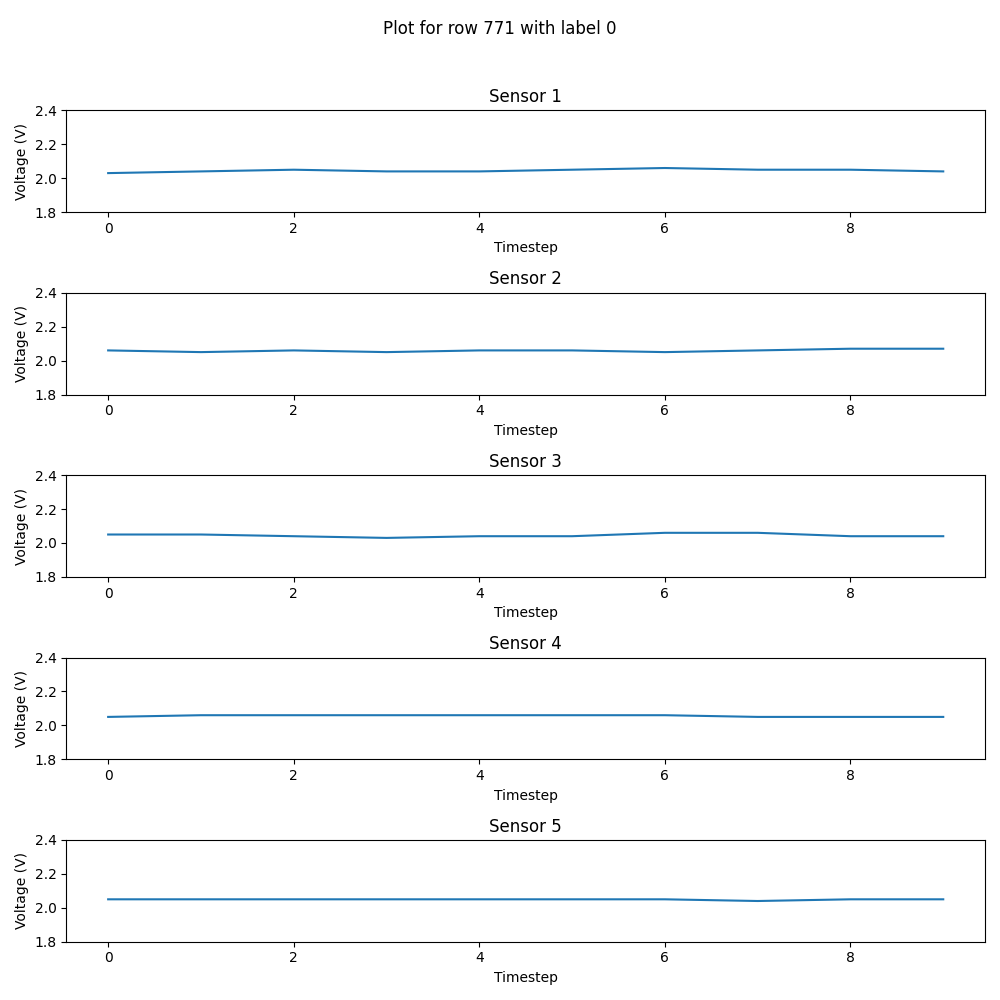 Plot for row 771 with label 0
Sensor 1
Voltage (V)
2.4
2.2
2.0
1.8
0 2 4 6 8
Timestep
Sensor 2
Voltage (V)
2.4
2.2
2.0
1.8
0 2 4 6 8
Timestep
Sensor 3
Voltage (V)
2.4
2.2
2.0
1.8
0 2 4 6 8
Timestep
Sensor 4
Voltage (V)
2.4
2.2
2.0
1.8
0 2 4 6 8
Timestep
Sensor 5
Voltage (V)
2.4
2.2
2.0
1.8
0 2 4 6 8
Timestep